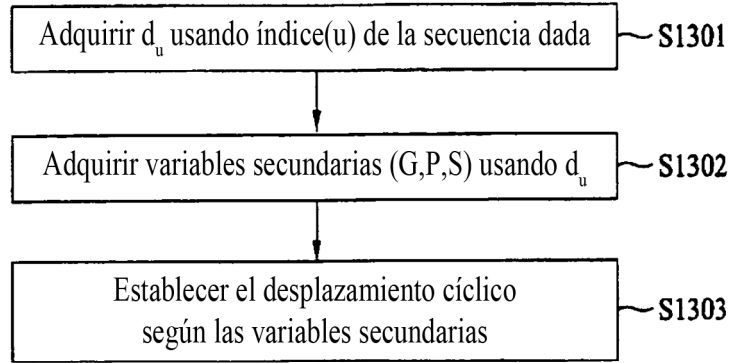 Adquirir d_u usando índice(u) de la secuencia dada
S1301
Adquirir variables secundarias (G,P,S) usando d_u
S1302
Establecer el desplazamiento cíclico
según las variables secundarias
S1303